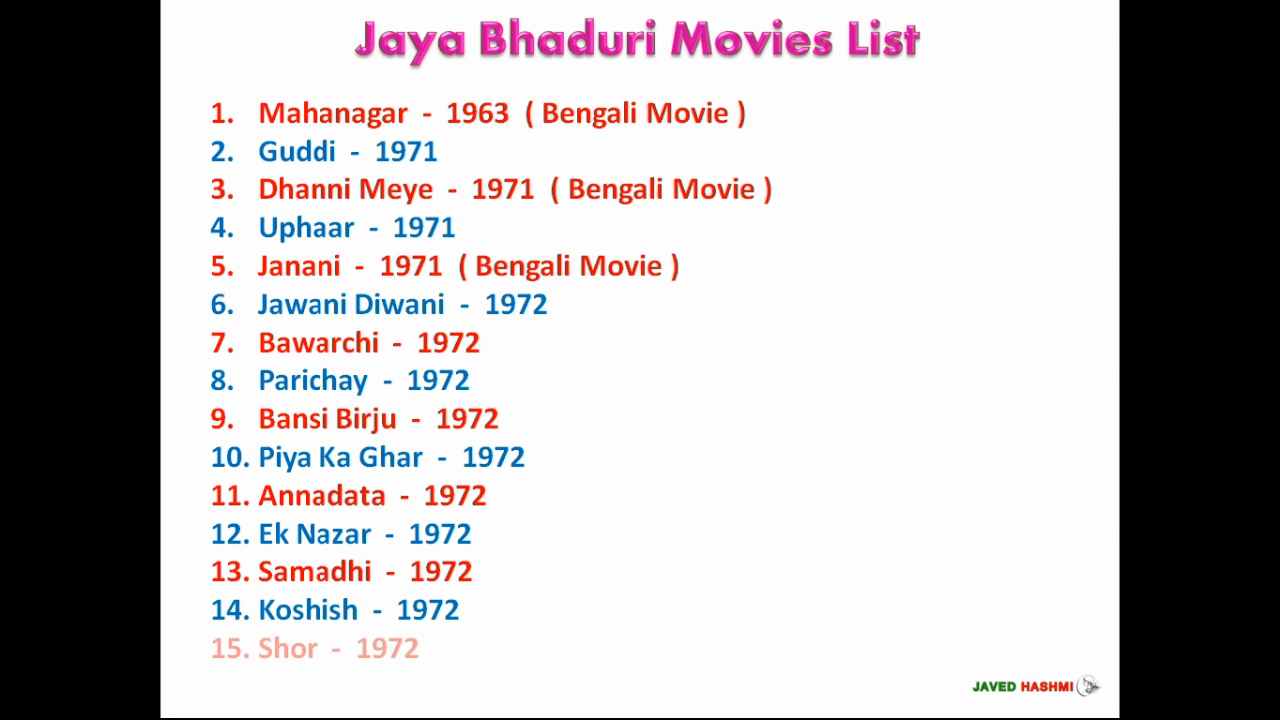 Jaya Bhaduri Movies List
1. Mahanagar - 1963 ( Bengali Movie )
2. Guddi - 1971
3. Dhanni Meye - 1971 ( Bengali Movie )
4. Uphaar - 1971
5. Janani - 1971 ( Bengali Movie )
6. Jawani Diwani - 1972
7. Bawarchi - 1972
8. Parichay - 1972
9. Bansi Birju - 1972
10. Piya Ka Ghar - 1972
11. Annadata - 1972
12. Ek Nazar - 1972
13. Samadhi - 1972
14. Koshish - 1972
15. Shor - 1972
JAVED HASHMI